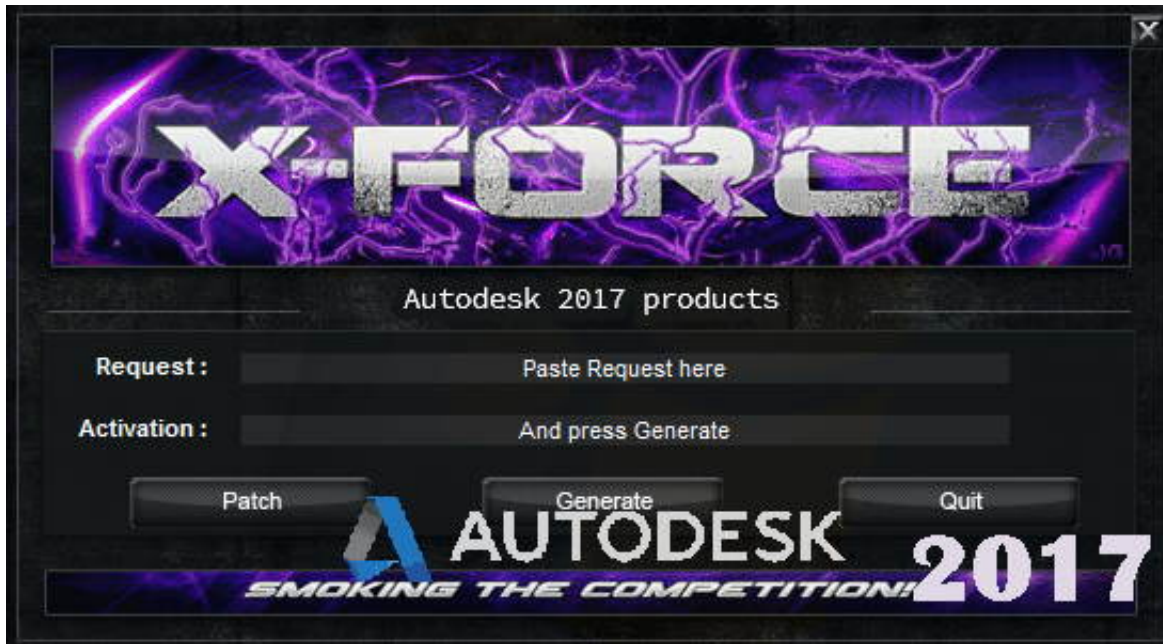 X-FORCE
Autodesk 2017 products
Request : Paste Request here
Activation : And press Generate
Patch Generate Quit
AUTODESK 2017
SMOKING THE COMPETITION!